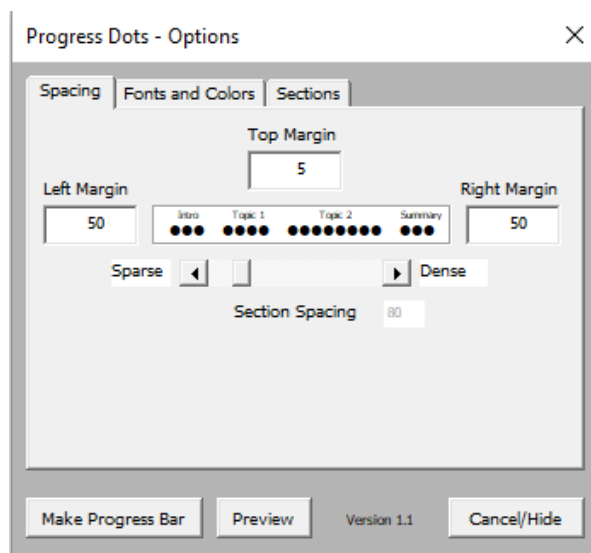 Progress Dots - Options
Spacing Fonts and Colors Sections
Top Margin
5
Left Margin Right Margin
50 Intro Topic 1 Topic 2 Summary 50
Sparse Dense
Section Spacing 80
Make Progress Bar Preview Version 1.1 Cancel/Hide